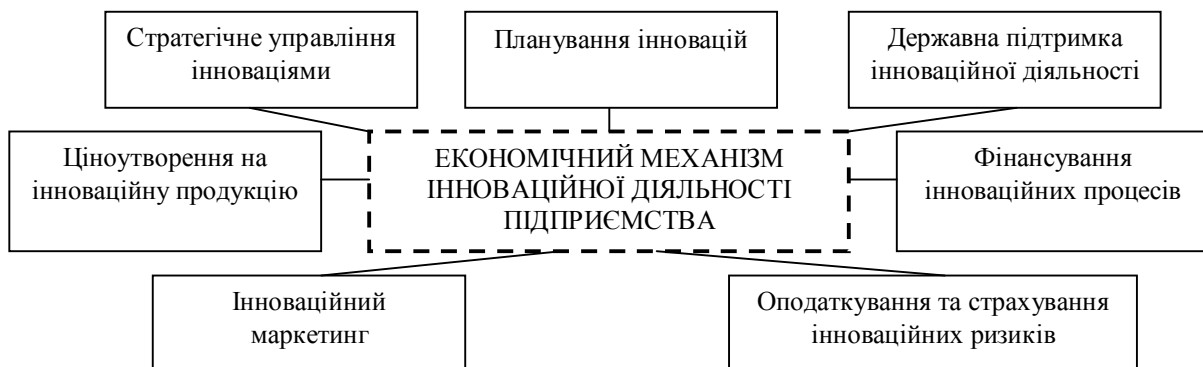 Стратегічне управління
інноваціями
Планування інновацій
Державна підтримка
інноваційної діяльності
Ціноутворення на
інноваційну продукцію
ЕКОНОМІЧНИЙ МЕХАНІЗМ
ІННОВАЦІЙНОЇ ДІЯЛЬНОСТІ
ПІДПРИЄМСТВА
Фінансування
інноваційних процесів
Інноваційний
маркетинг
Оподаткування та страхування
інноваційних ризиків